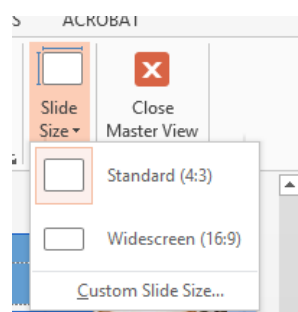 ACROBAT
Slide
Size
Close
Master View
Standard (4:3)
Widescreen (16:9)
Custom Slide Size...